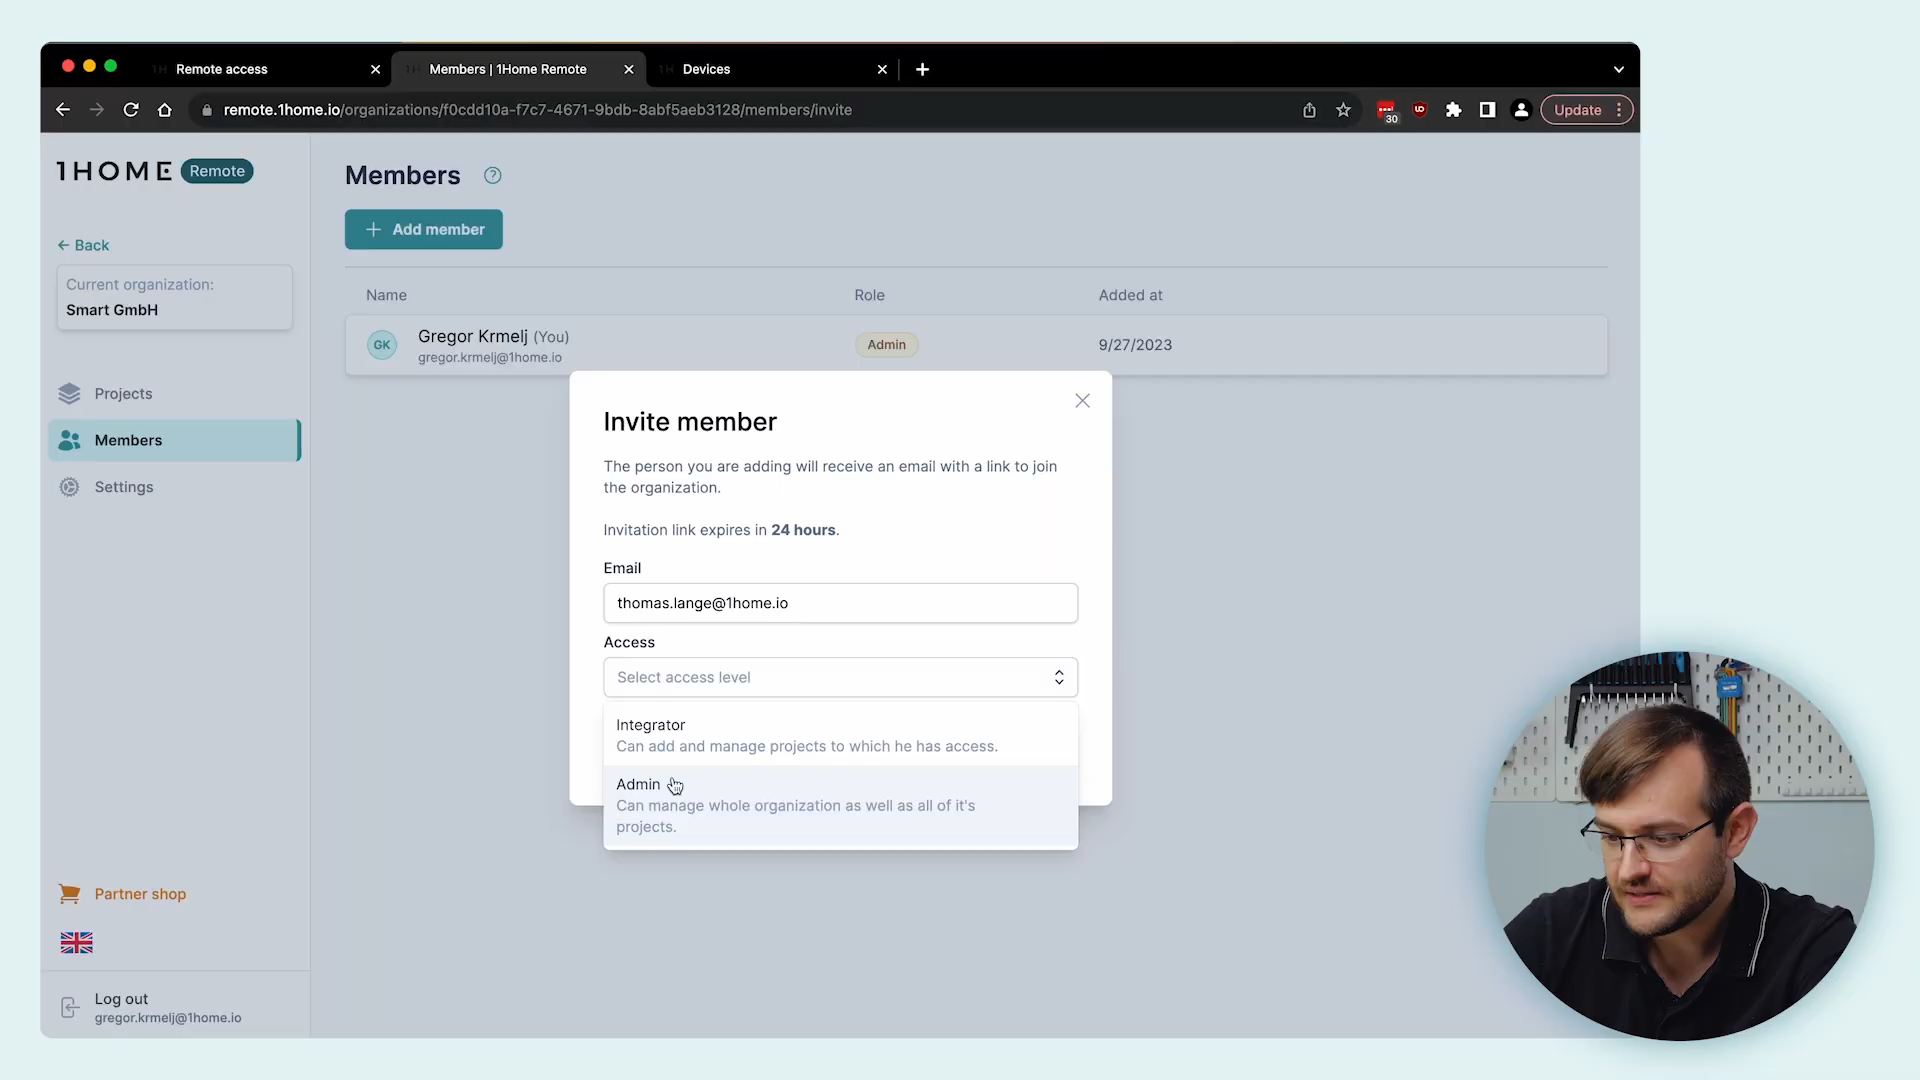 Remote access
Members | 1Home Remote
Devices
remote.1home.io/organizations/f0cdd10a-f7c7-4671-9bdb-8abf5aeb3128/members/invite
30
Update
1HOME Remote
← Back
Current organization:
Smart GmbH
Projects
Members
Settings
Partner shop
Log out
gregor.krmelj@1home.io
Members ?
+ Add member
Name
Role
Added at
GK
Gregor Krmelj (You)
gregor.krmelj@1home.io
Admin
9/27/2023
Invite member
The person you are adding will receive an email with a link to join
the organization.
Invitation link expires in 24 hours.
Email
thomas.lange@1home.io
Access
Select access level
Integrator
Can add and manage projects to which he has access.
Admin
Can manage whole organization as well as all of it's
projects.